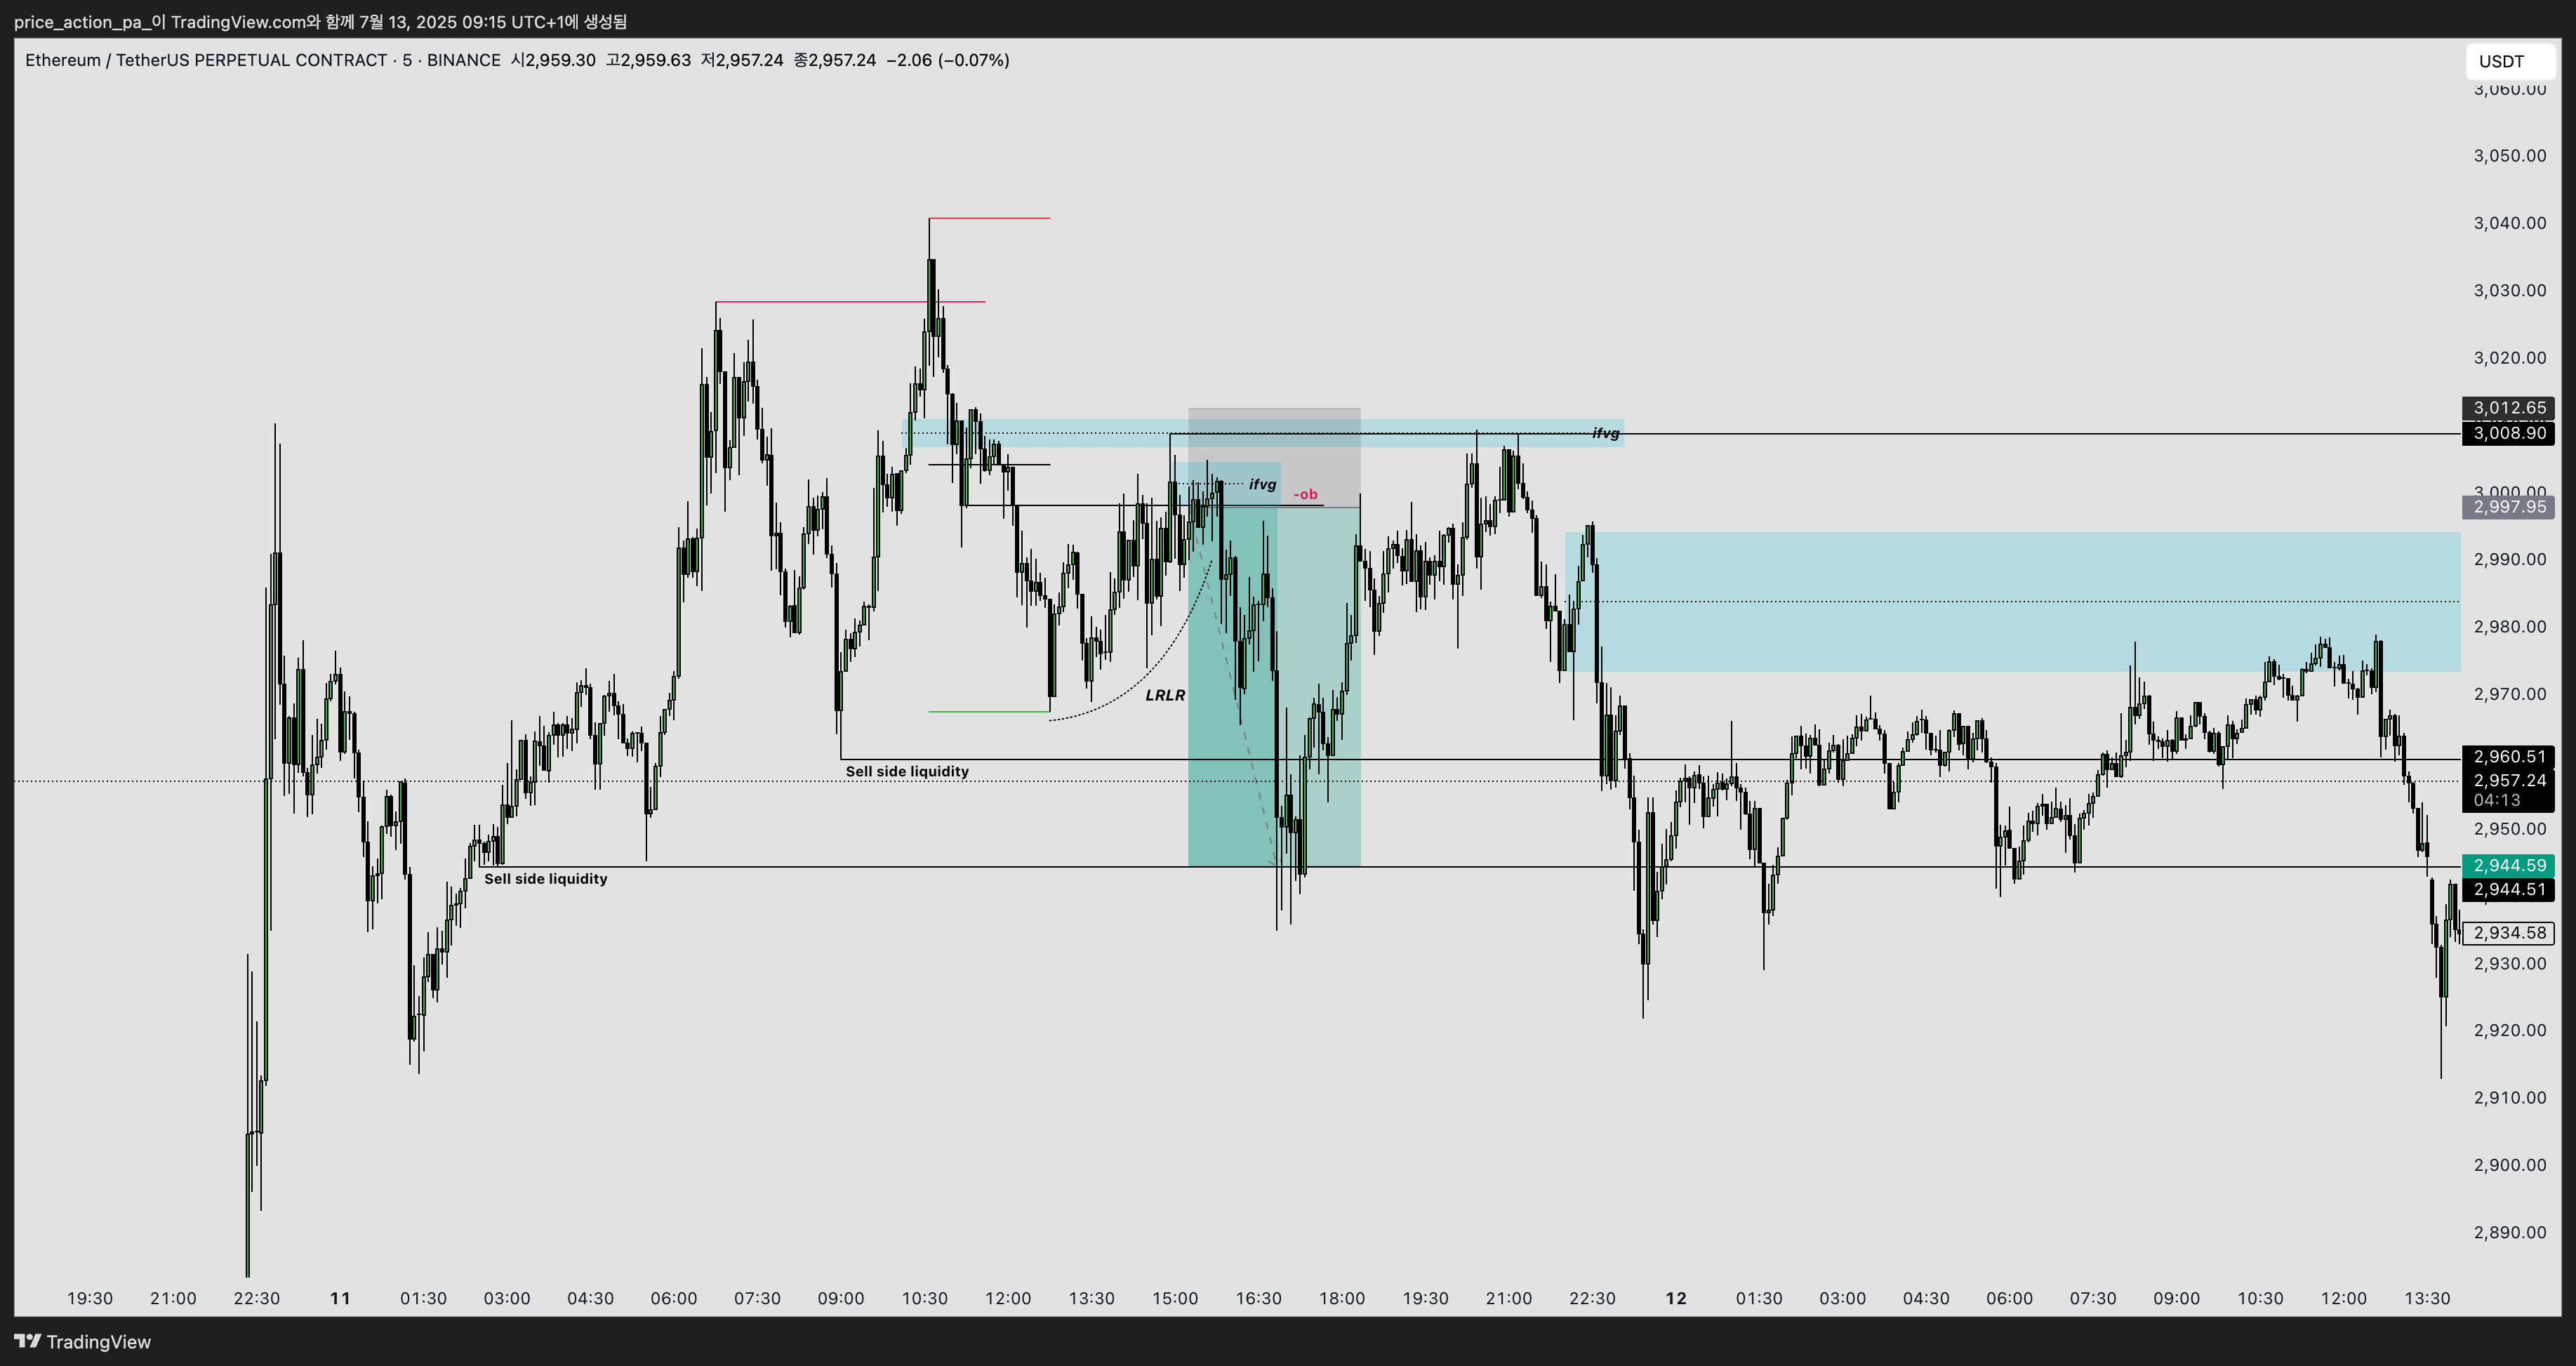 price_action_pa_이 TradingView.com와 함께 7월 13, 2025 09:15 UTC+1에 생성됨
Ethereum / TetherUS PERPETUAL CONTRACT · 5 · BINANCE 시2,959.30 고2,959.63 저2,957.24 종2,957.24 −2.06 (−0.07%)
USDT
3,060.00
3,050.00
3,040.00
3,030.00
3,020.00
3,012.65
3,008.90
ifvg
ifvg
-ob
3,000.00
2,997.95
2,990.00
2,980.00
LRLR
2,970.00
2,960.51
Sell side liquidity
2,957.24
04:13
2,950.00
2,944.59
Sell side liquidity
2,944.51
2,934.58
2,930.00
2,920.00
2,910.00
2,900.00
2,890.00
19:30 21:00 22:30 11 01:30 03:00 04:30 06:00 07:30 09:00 10:30 12:00 13:30 15:00 16:30 18:00 19:30 21:00 22:30 12 01:30 03:00 04:30 06:00 07:30 09:00 10:30 12:00 13:30
TradingView